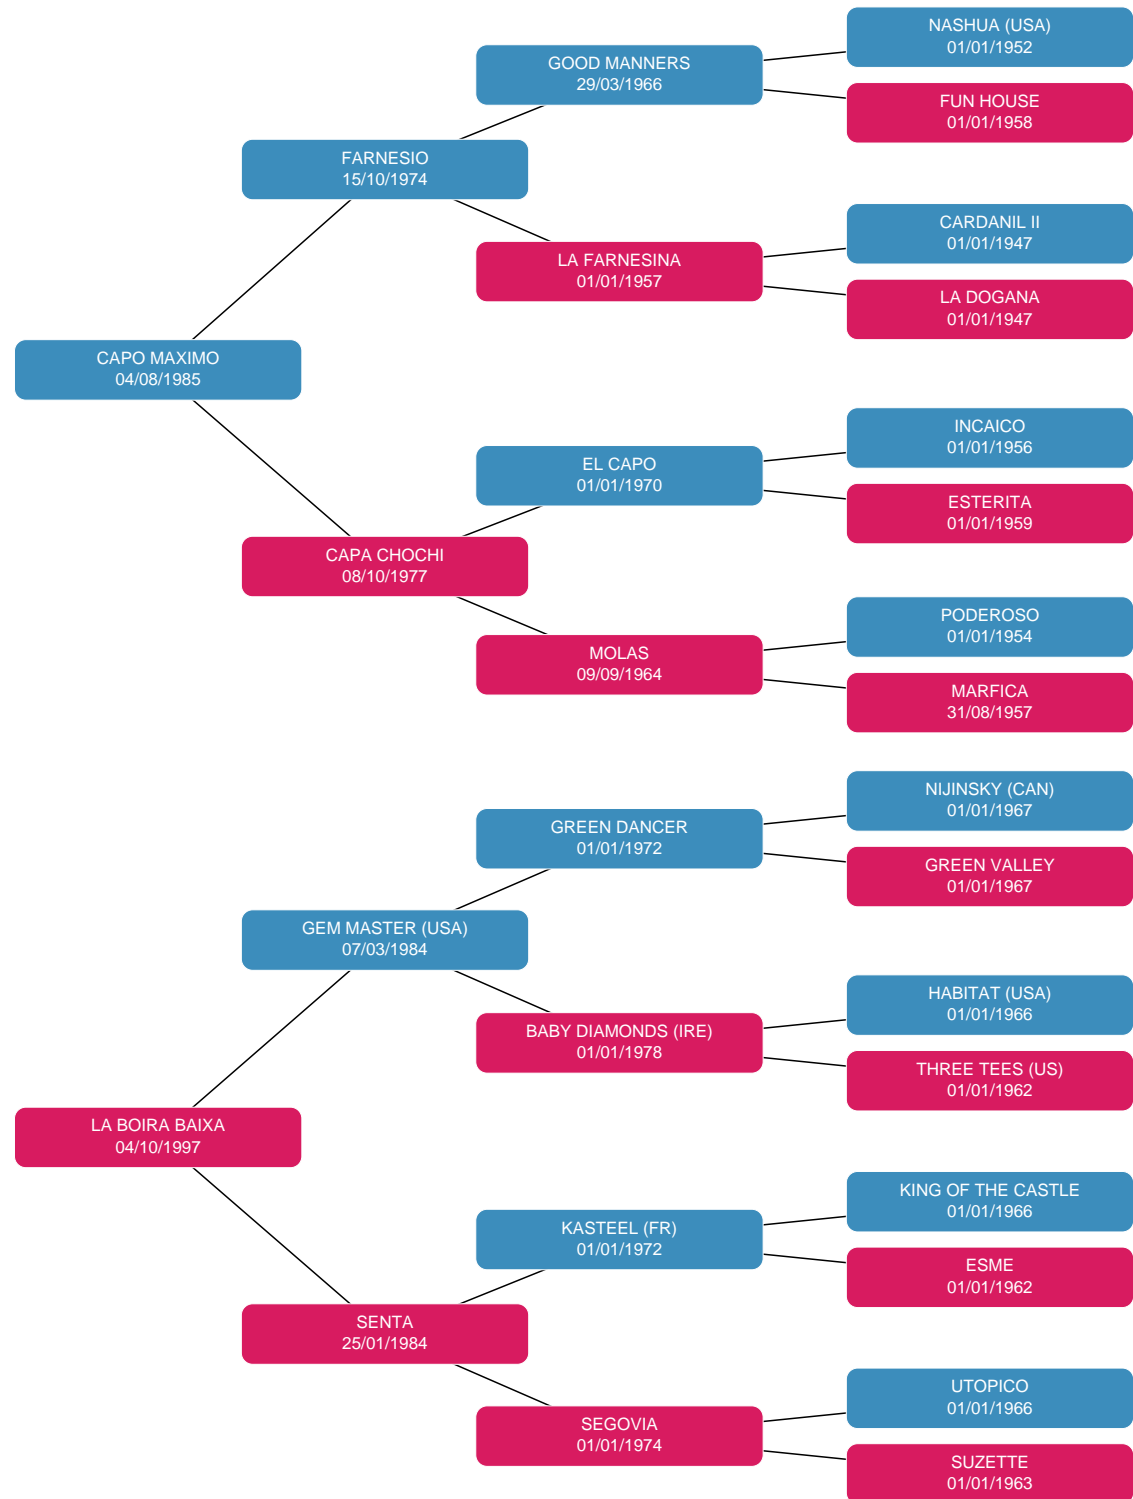 NASHUA (USA)
01/01/1952
GOOD MANNERS
29/03/1966
FUN HOUSE
01/01/1958
FARNESIO
15/10/1974
CARDANIL II
01/01/1947
LA FARNESINA
01/01/1957
LA DOGANA
01/01/1947
CAPO MAXIMO
04/08/1985
INCAICO
01/01/1956
EL CAPO
01/01/1970
ESTERITA
01/01/1959
CAPA CHOCHI
08/10/1977
PODEROSO
01/01/1954
MOLAS
09/09/1964
MARFICA
31/08/1957
NIJINSKY (CAN)
01/01/1967
GREEN DANCER
01/01/1972
GREEN VALLEY
01/01/1967
GEM MASTER (USA)
07/03/1984
HABITAT (USA)
01/01/1966
BABY DIAMONDS (IRE)
01/01/1978
THREE TEES (US)
01/01/1962
LA BOIRA BAIXA
04/10/1997
KING OF THE CASTLE
01/01/1966
KASTEEL (FR)
01/01/1972
ESME
01/01/1962
SENTA
25/01/1984
UTOPICO
01/01/1966
SEGOVIA
01/01/1974
SUZETTE
01/01/1963